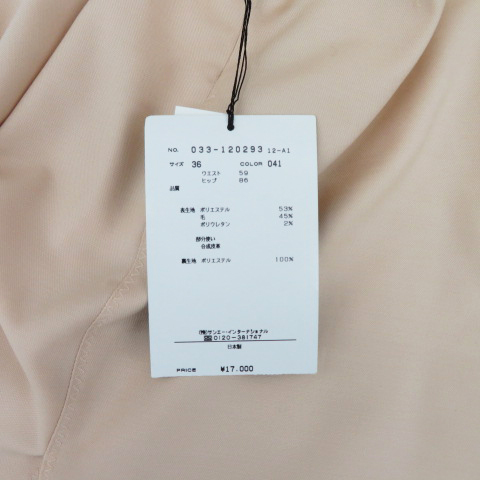 NO. 033-120293 12-A1
サイズ 36 COLOR 041
ウエスト 59
ヒップ 86
品質
表生地 ポリエステル 53%
毛 45%
ポリウレタン 2%
部分使い
合成皮革
裏生地 ポリエステル 100%
(株)サンエー・インターナショナル
0120-381767
日本製
PRICE ¥17,000